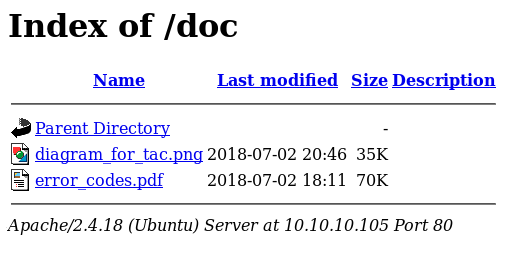 Index of /doc
Name Last modified Size Description
Parent Directory -
diagram_for_tac.png 2018-07-02 20:46 35K
error_codes.pdf 2018-07-02 18:11 70K
Apache/2.4.18 (Ubuntu) Server at 10.10.10.105 Port 80